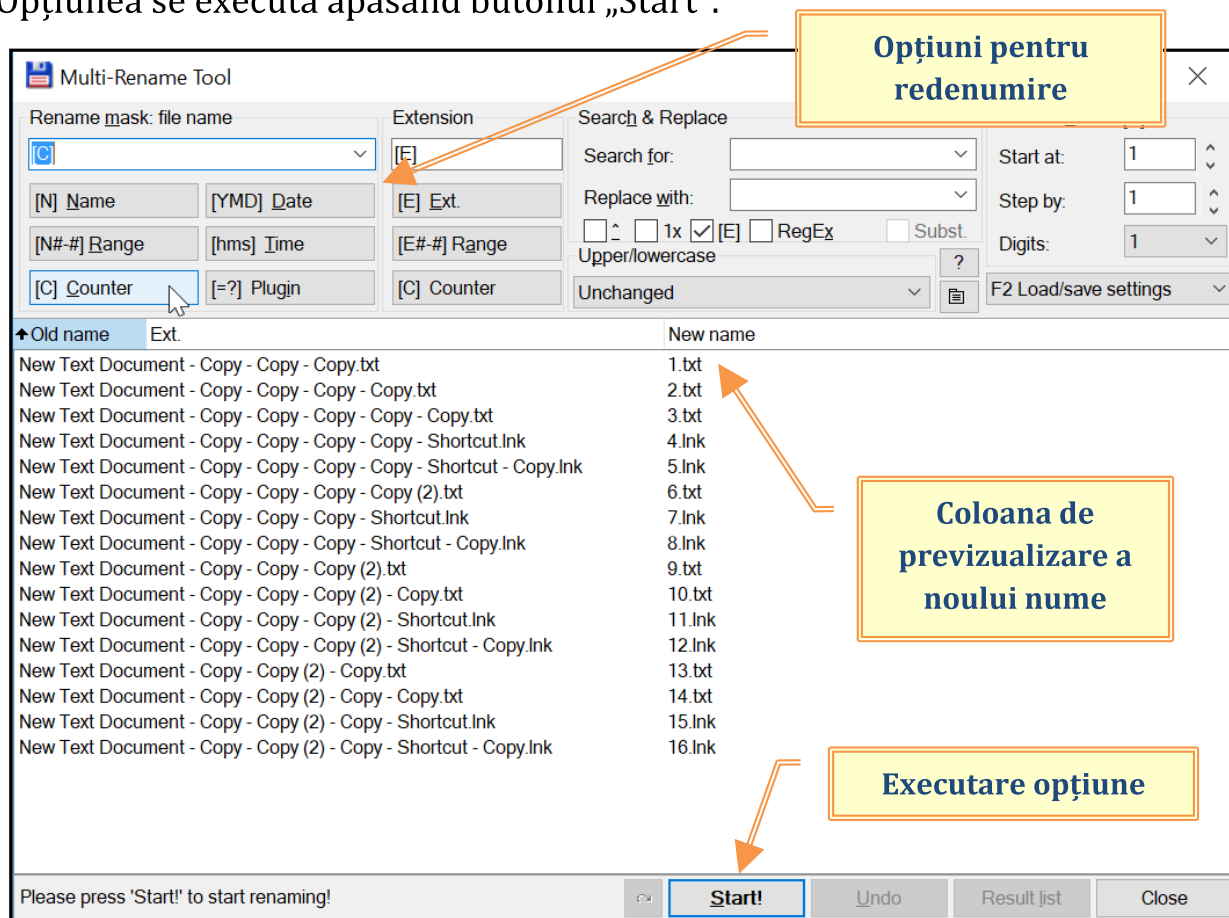 Opțiunea se execută apăsând butonul „Start”.
Opțiuni pentru
redenumire
Multi-Rename Tool
Rename mask: file name
Extension
Search & Replace
[C]
[E]
Search for:
Start at:
1
[N] Name
[YMD] Date
[E] Ext.
Replace with:
Step by:
1
[N#-#] Range
[hms] Time
[E#-#] Range
^ 1x [E] RegEx Subst.
Digits:
1
Upper/lowercase
?
[C] Counter
[=?] Plugin
[C] Counter
Unchanged
F2 Load/save settings
Old name Ext. New name
New Text Document - Copy - Copy - Copy.txt 1.txt
New Text Document - Copy - Copy - Copy - Copy.txt 2.txt
New Text Document - Copy - Copy - Copy - Copy - Copy.txt 3.txt
New Text Document - Copy - Copy - Copy - Copy - Shortcut.lnk 4.lnk
New Text Document - Copy - Copy - Copy - Copy - Shortcut - Copy.lnk 5.lnk
New Text Document - Copy - Copy - Copy - Copy (2).txt 6.txt
New Text Document - Copy - Copy - Copy - Shortcut.lnk 7.lnk
New Text Document - Copy - Copy - Copy - Shortcut - Copy.lnk 8.lnk
New Text Document - Copy - Copy - Copy (2).txt 9.txt
New Text Document - Copy - Copy - Copy (2) - Copy.txt 10.txt
New Text Document - Copy - Copy - Copy (2) - Shortcut.lnk 11.lnk
New Text Document - Copy - Copy - Copy (2) - Shortcut - Copy.lnk 12.lnk
New Text Document - Copy - Copy (2) - Copy.txt 13.txt
New Text Document - Copy - Copy (2) - Copy - Copy.txt 14.txt
New Text Document - Copy - Copy (2) - Copy - Shortcut.lnk 15.lnk
New Text Document - Copy - Copy (2) - Copy - Shortcut - Copy.lnk 16.lnk
Coloana de
previzualizare a
noului nume
Executare opțiune
Please press 'Start!' to start renaming!
Start!
Undo
Result list
Close